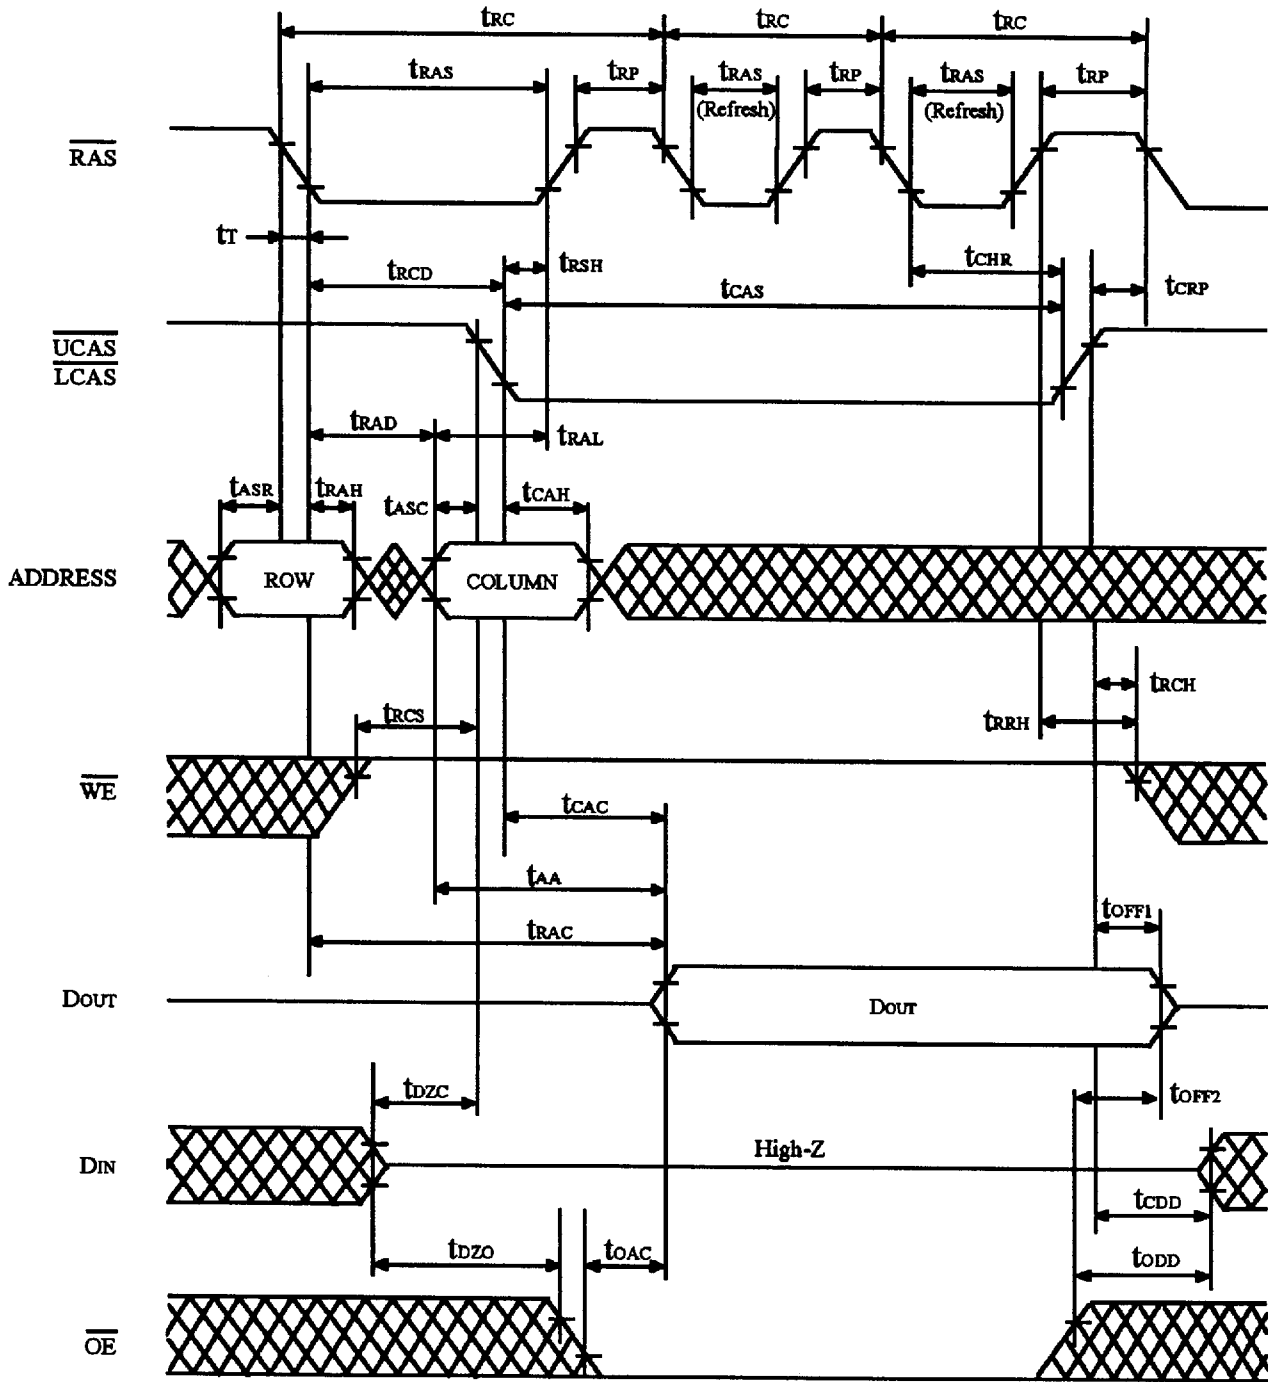 tRC tRC tRC
tRAS tRP tRAS tRP tRAS tRP
(Refresh) (Refresh)
RAS
tT
tRCD tRSH tCHR
tCAS tCRP
UCAS
LCAS
tRAD tRAL
tASR tRAH tASC tCAH
ADDRESS ROW COLUMN
tRCH
tRCS tRRH
WE
tCAC
tAA
tOFF1
tRAC
DOUT DOUT
tDZC tOFF2
DIN High-Z
tCDD
tDZO tOAC tODD
OE